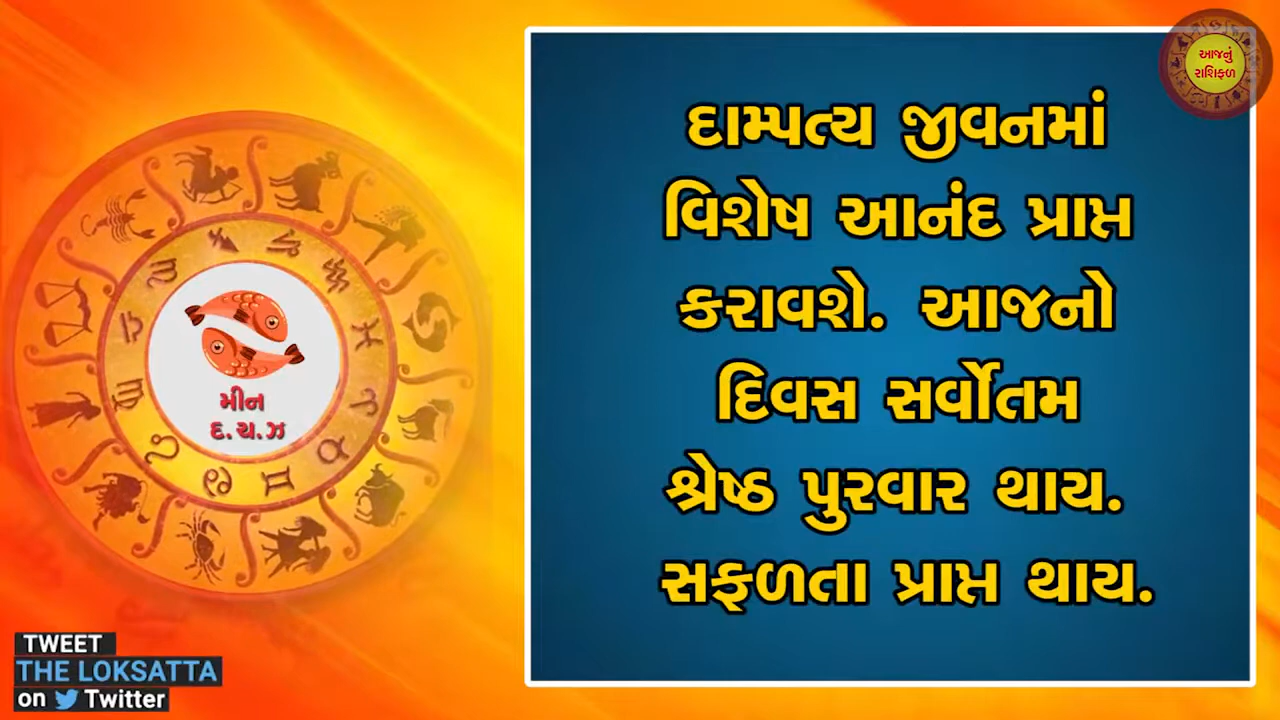 આજનું
રાશિફળ
દામ્પત્ય જીવનમાં
વિશેષ આનંદ પ્રાપ્ત
કરાવશે. આજનો
દિવસ સર્વોતમ
શ્રેષ્ઠ પુરવાર થાય.
સફળતા પ્રાપ્ત થાય.
મીન
દ.ચ.ઝ
TWEET
THE LOKSATTA
on Twitter